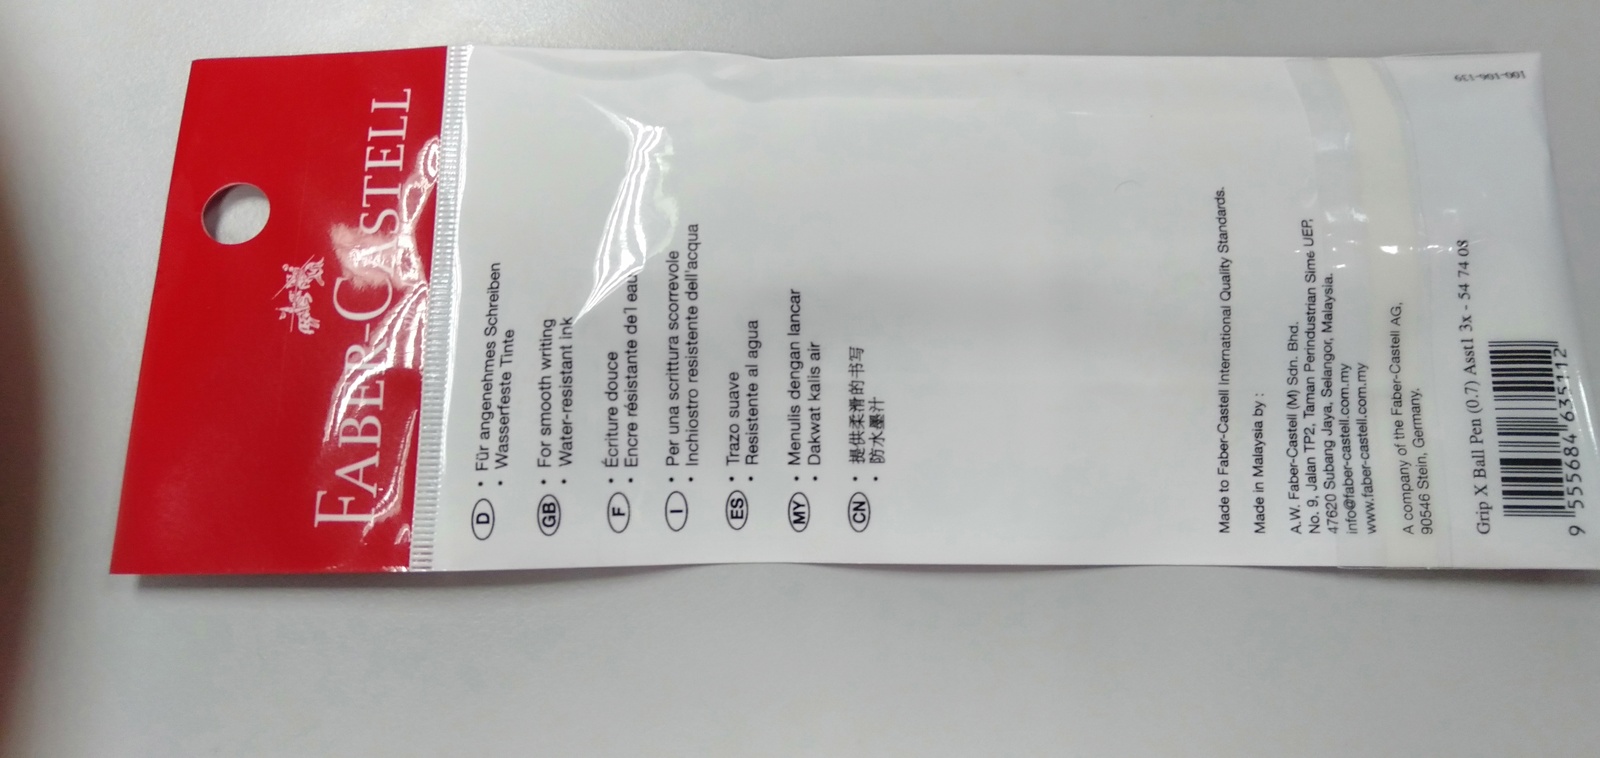 FABER-CASTELL
D
• Für angenehmes Schreiben
• Wasserfeste Tinte
GB
• For smooth writing
• Water-resistant ink
F
• Écriture douce
• Encre résistante de'l eau
I
• Per una scrittura scorrevole
• Inchiostro resistente dell'acqua
ES
• Trazo suave
• Resistente al agua
MY
• Menulis dengan lancar
• Dakwat kalis air
CN
• 提供柔滑的书写
• 防水墨汁
Made to Faber-Castell International Quality Standards.
Made in Malaysia by :
A.W. Faber-Castell (M) Sdn. Bhd.
No. 9, Jalan TP2, Taman Perindustrian Sime UEP,
47620 Subang Jaya, Selangor, Malaysia.
info@faber-castell.com.my
www.faber-castell.com.my
A company of the Faber-Castell AG,
90546 Stein, Germany.
Grip X Ball Pen (0.7) Asst1 3x - 54 74 08
9 555684 635112
100-106-139